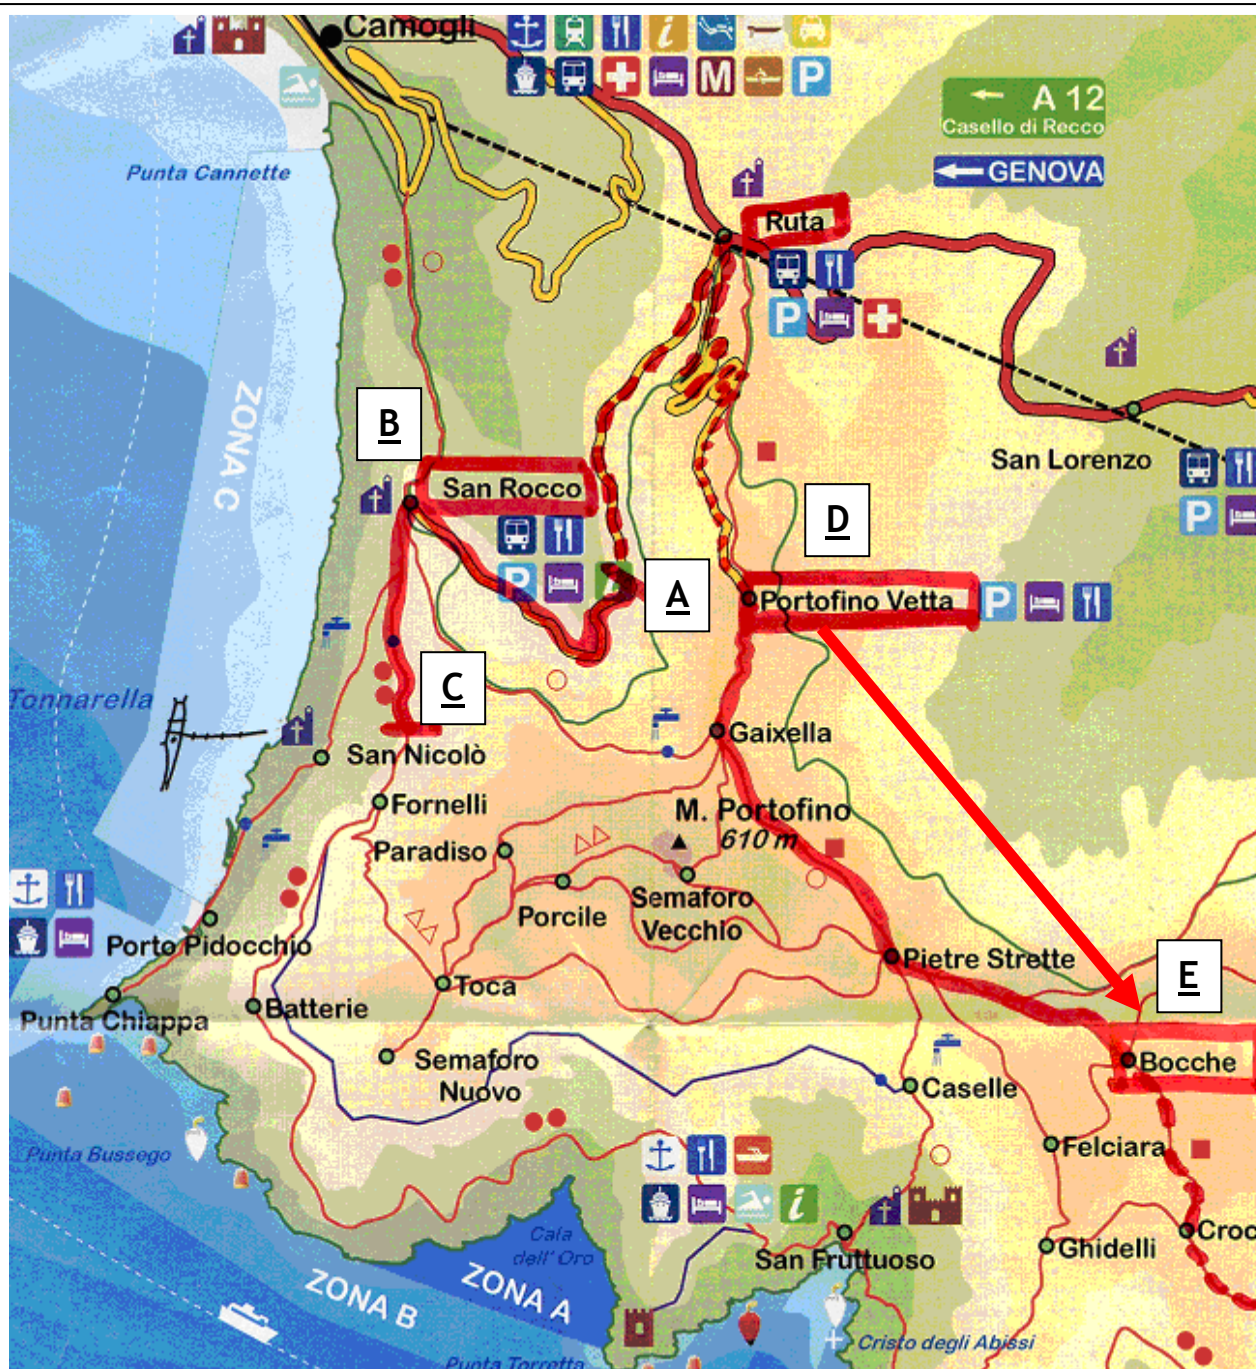 Camogli
M
P
A 12
Casello di Recco
GENOVA
Punta Cannette
Ruta
P
ZONA C
B
San Rocco
San Lorenzo
P
D
P
A
Portofino Vetta
P
C
Tonnarella
San Nicolò
Gaixella
Fornelli
M. Portofino
610 m
Paradiso
Semaforo
Vecchio
Porcile
Porto Pidocchio
Pietre Strette
E
Toca
Batterie
Punta Chiappa
Semaforo
Nuovo
Bocche
Caselle
Felciara
Punta Bussego
i
Cala
dell' Oro
San Fruttuoso
Ghidelli
Croc
ZONA A
ZONA B
Cristo degli Abissi
Punta Torretta